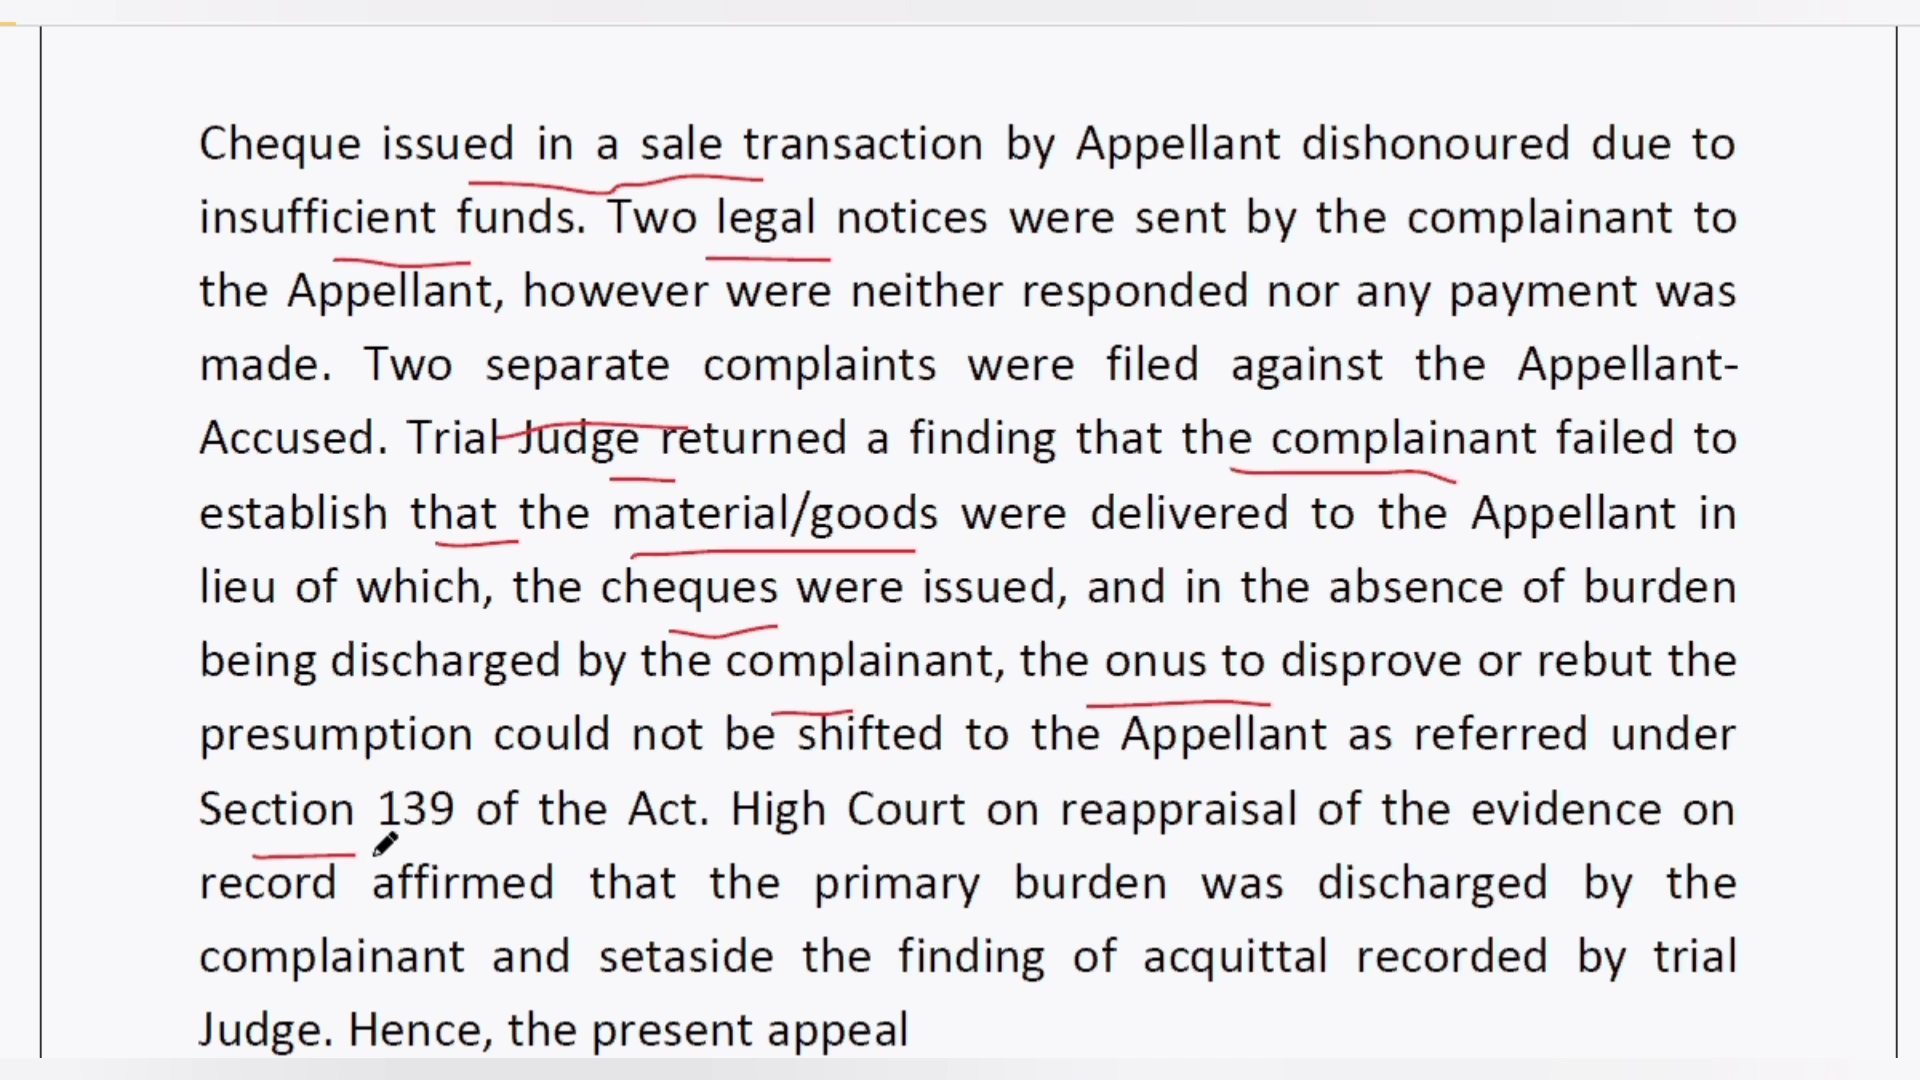 Cheque issued in a sale transaction by Appellant dishonoured due to
insufficient funds. Two legal notices were sent by the complainant to
the Appellant, however were neither responded nor any payment was
made. Two separate complaints were filed against the Appellant-
Accused. Trial Judge returned a finding that the complainant failed to
establish that the material/goods were delivered to the Appellant in
lieu of which, the cheques were issued, and in the absence of burden
being discharged by the complainant, the onus to disprove or rebut the
presumption could not be shifted to the Appellant as referred under
Section 139 of the Act. High Court on reappraisal of the evidence on
record affirmed that the primary burden was discharged by the
complainant and setaside the finding of acquittal recorded by trial
Judge. Hence, the present appeal